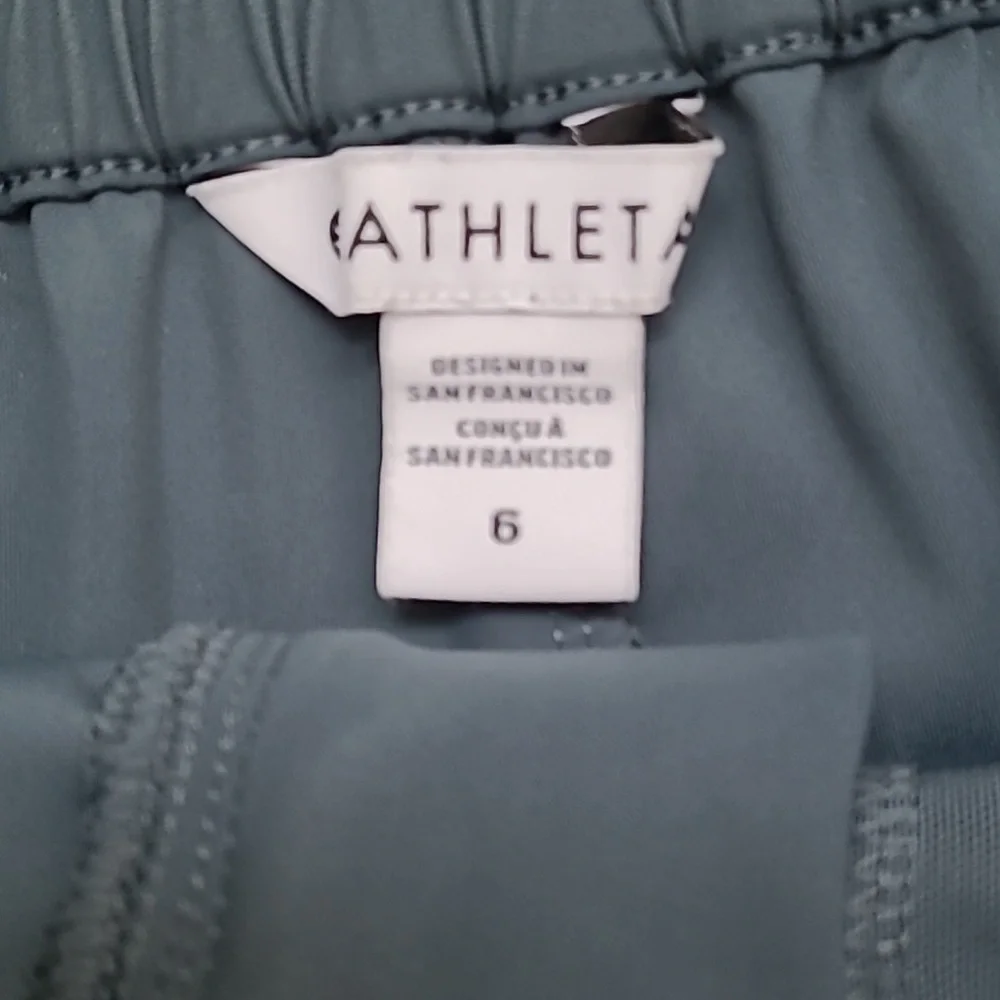 ATHLETA
DESIGNED IN
SAN FRANCISCO
CONÇU À
SAN FRANCISCO
6